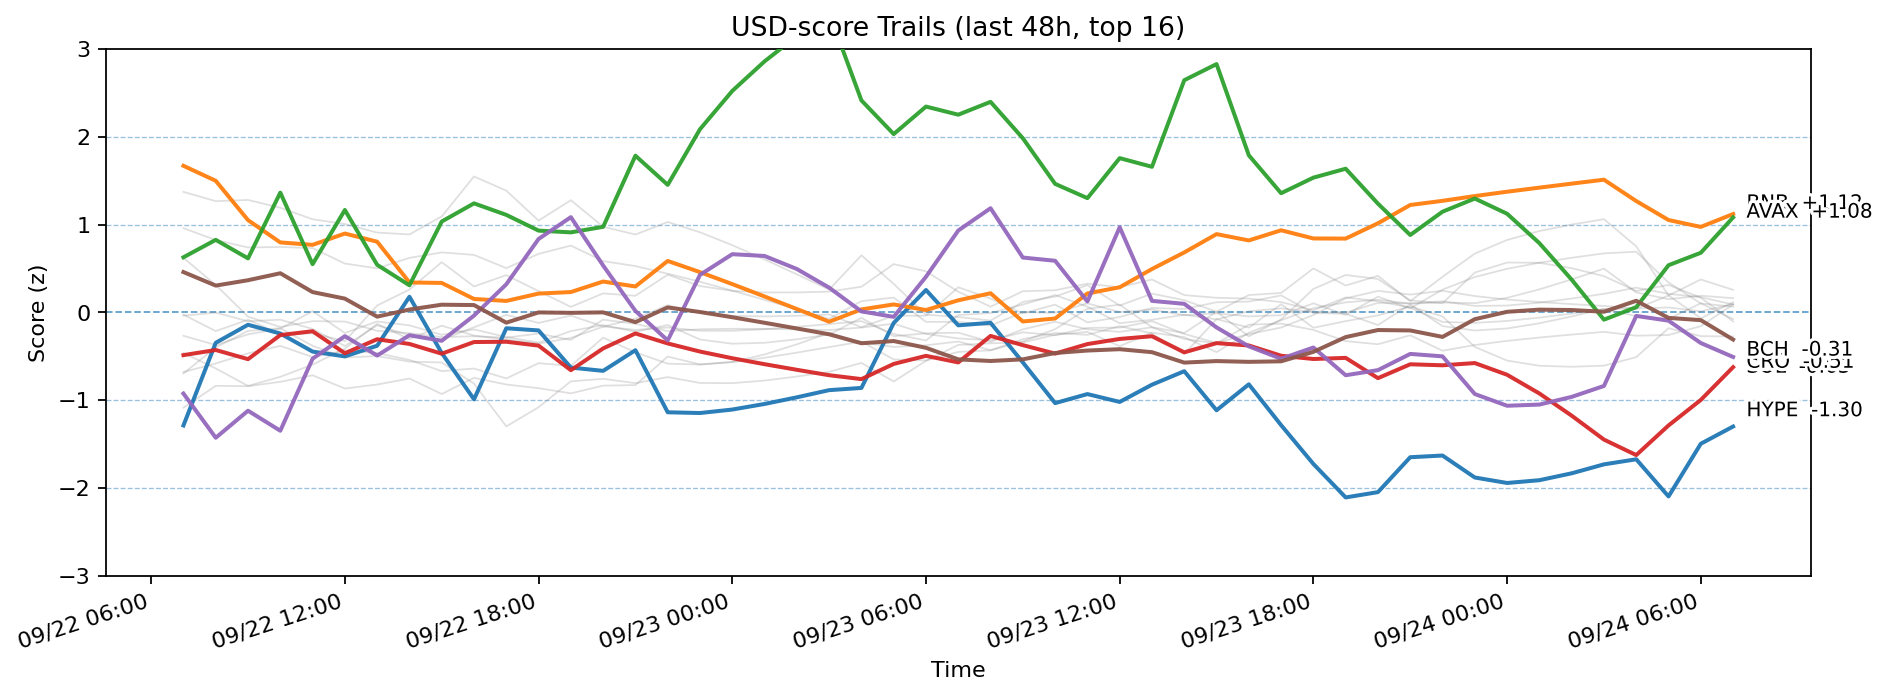 USD-score Trails (last 48h, top 16)
3
2
1
0
−1
−2
−3
Score (z)
AVAX +1.08
BCH -0.31
CRO -0.51
HYPE -1.30
09/22 06:00
09/22 12:00
09/22 18:00
09/23 00:00
09/23 06:00
09/23 12:00
09/23 18:00
09/24 00:00
09/24 06:00
Time